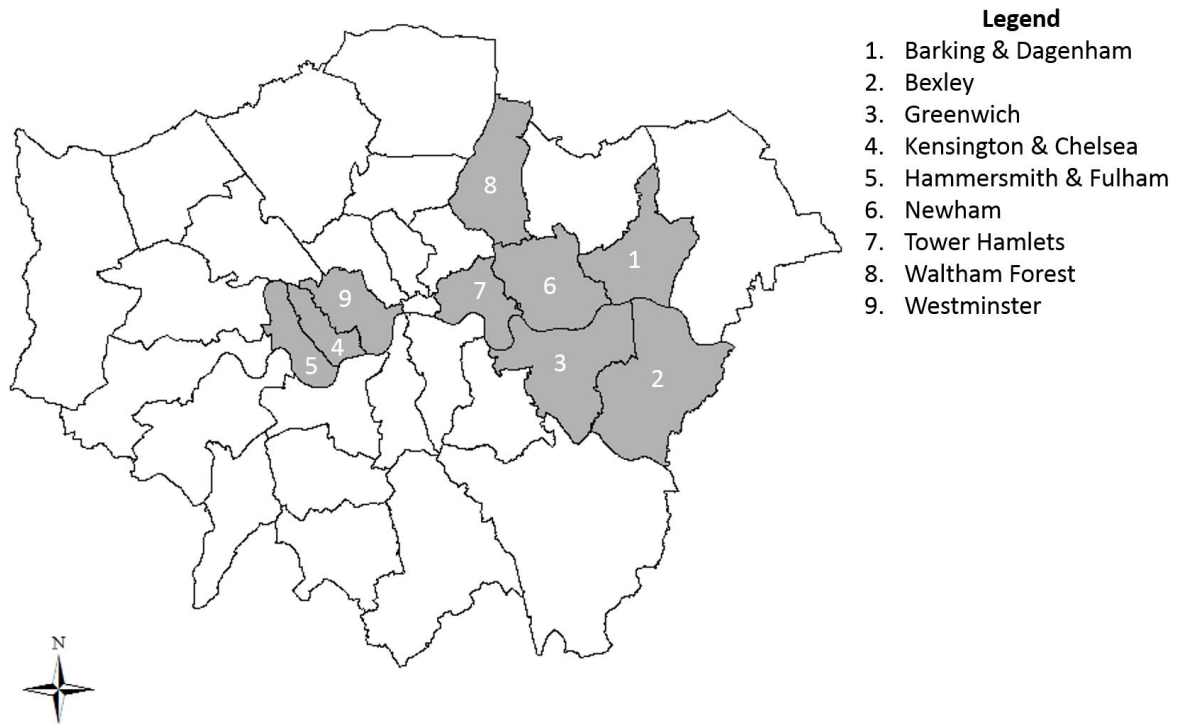 Legend
1. Barking & Dagenham
2. Bexley
3. Greenwich
4. Kensington & Chelsea
5. Hammersmith & Fulham
6. Newham
7. Tower Hamlets
8. Waltham Forest
9. Westminster
8
1
9
7
6
4
5
3
2
N